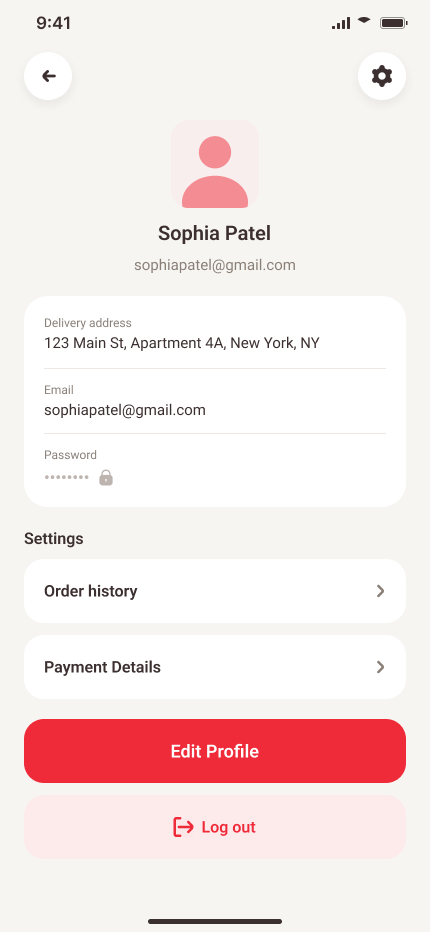 9:41
Sophia Patel
sophiapatel@gmail.com
Delivery address
123 Main St, Apartment 4A, New York, NY
Email
sophiapatel@gmail.com
Password
••••••••
Settings
Order history
Payment Details
Edit Profile
Log out